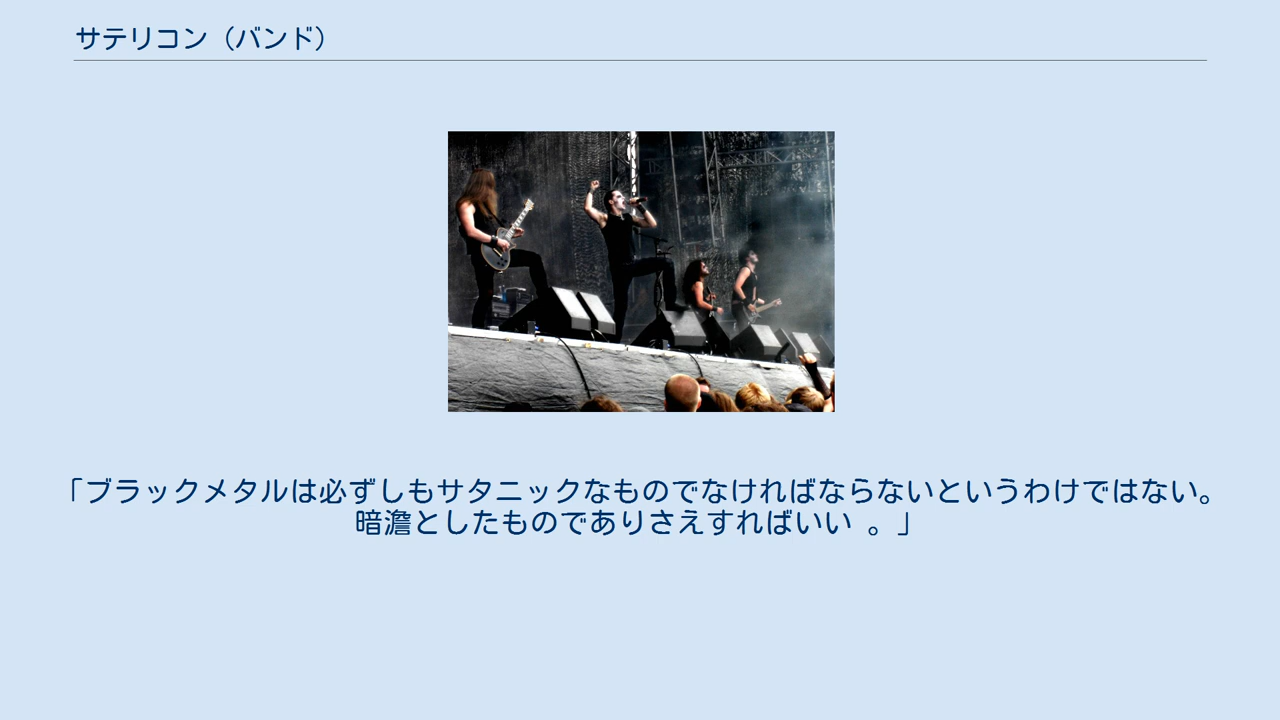 サテリコン（バンド）
「ブラックメタルは必ずしもサタニックなものでなければならないというわけではない。
暗澹としたものでありさえすればいい 。」